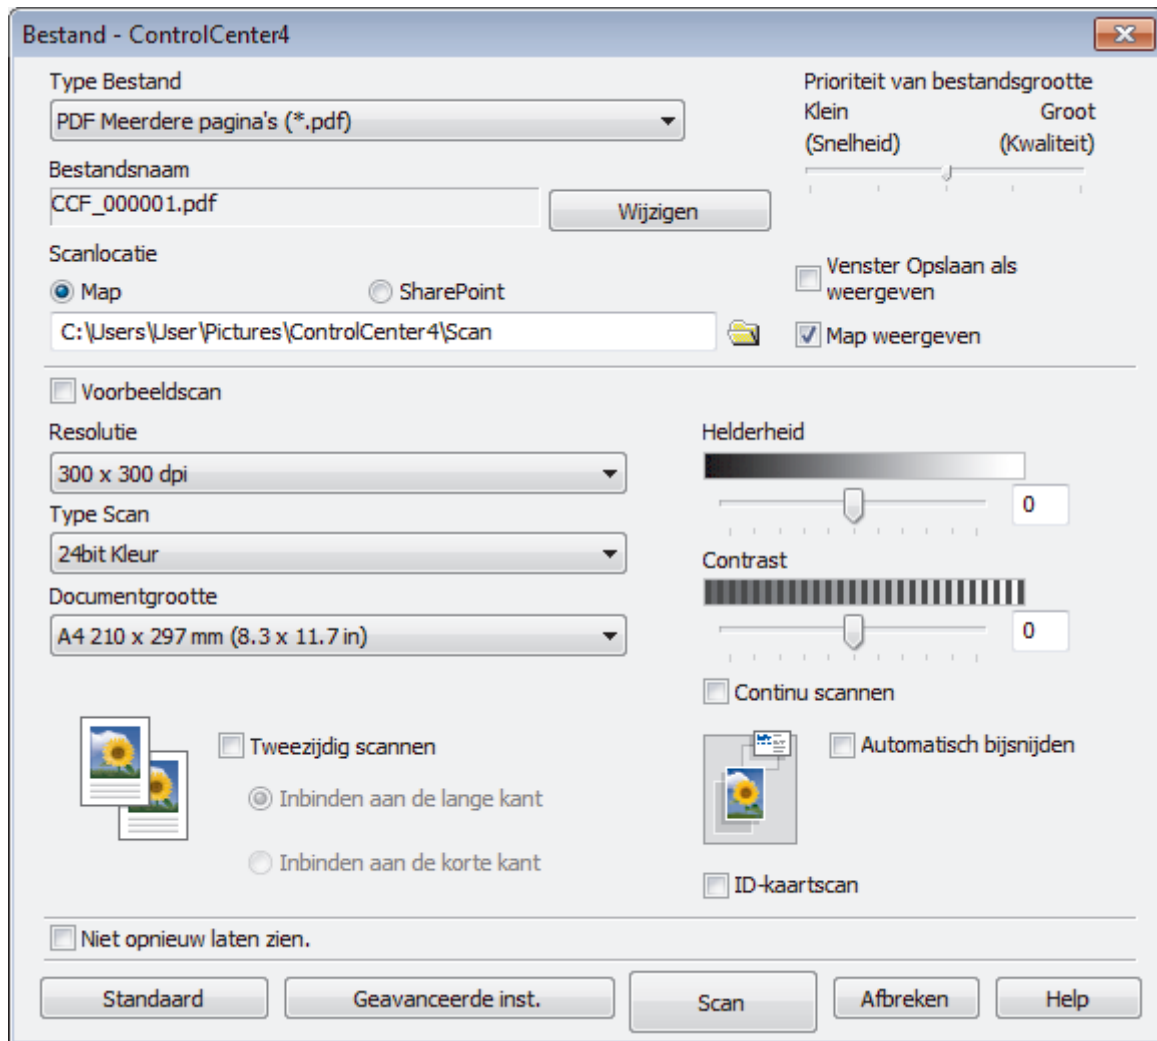 Bestand - ControlCenter4
Type Bestand
PDF Meerdere pagina's (*.pdf)
Prioriteit van bestandsgrootte
Klein Groot
(Snelheid) (Kwaliteit)
Bestandsnaam
CCF_000001.pdf
Wijzigen
Scanlocatie
Map
SharePoint
C:\Users\User\Pictures\ControlCenter4\Scan
Venster Opslaan als
weergeven
Map weergeven
Voorbeeldscan
Resolutie
300 x 300 dpi
Type Scan
24bit Kleur
Documentgrootte
A4 210 x 297 mm (8.3 x 11.7 in)
Helderheid
0
Contrast
0
Continu scannen
Tweezijdig scannen
Inbinden aan de lange kant
Inbinden aan de korte kant
Automatisch bijsnijden
ID-kaartscan
Niet opnieuw laten zien.
Standaard
Geavanceerde inst.
Scan
Afbreken
Help